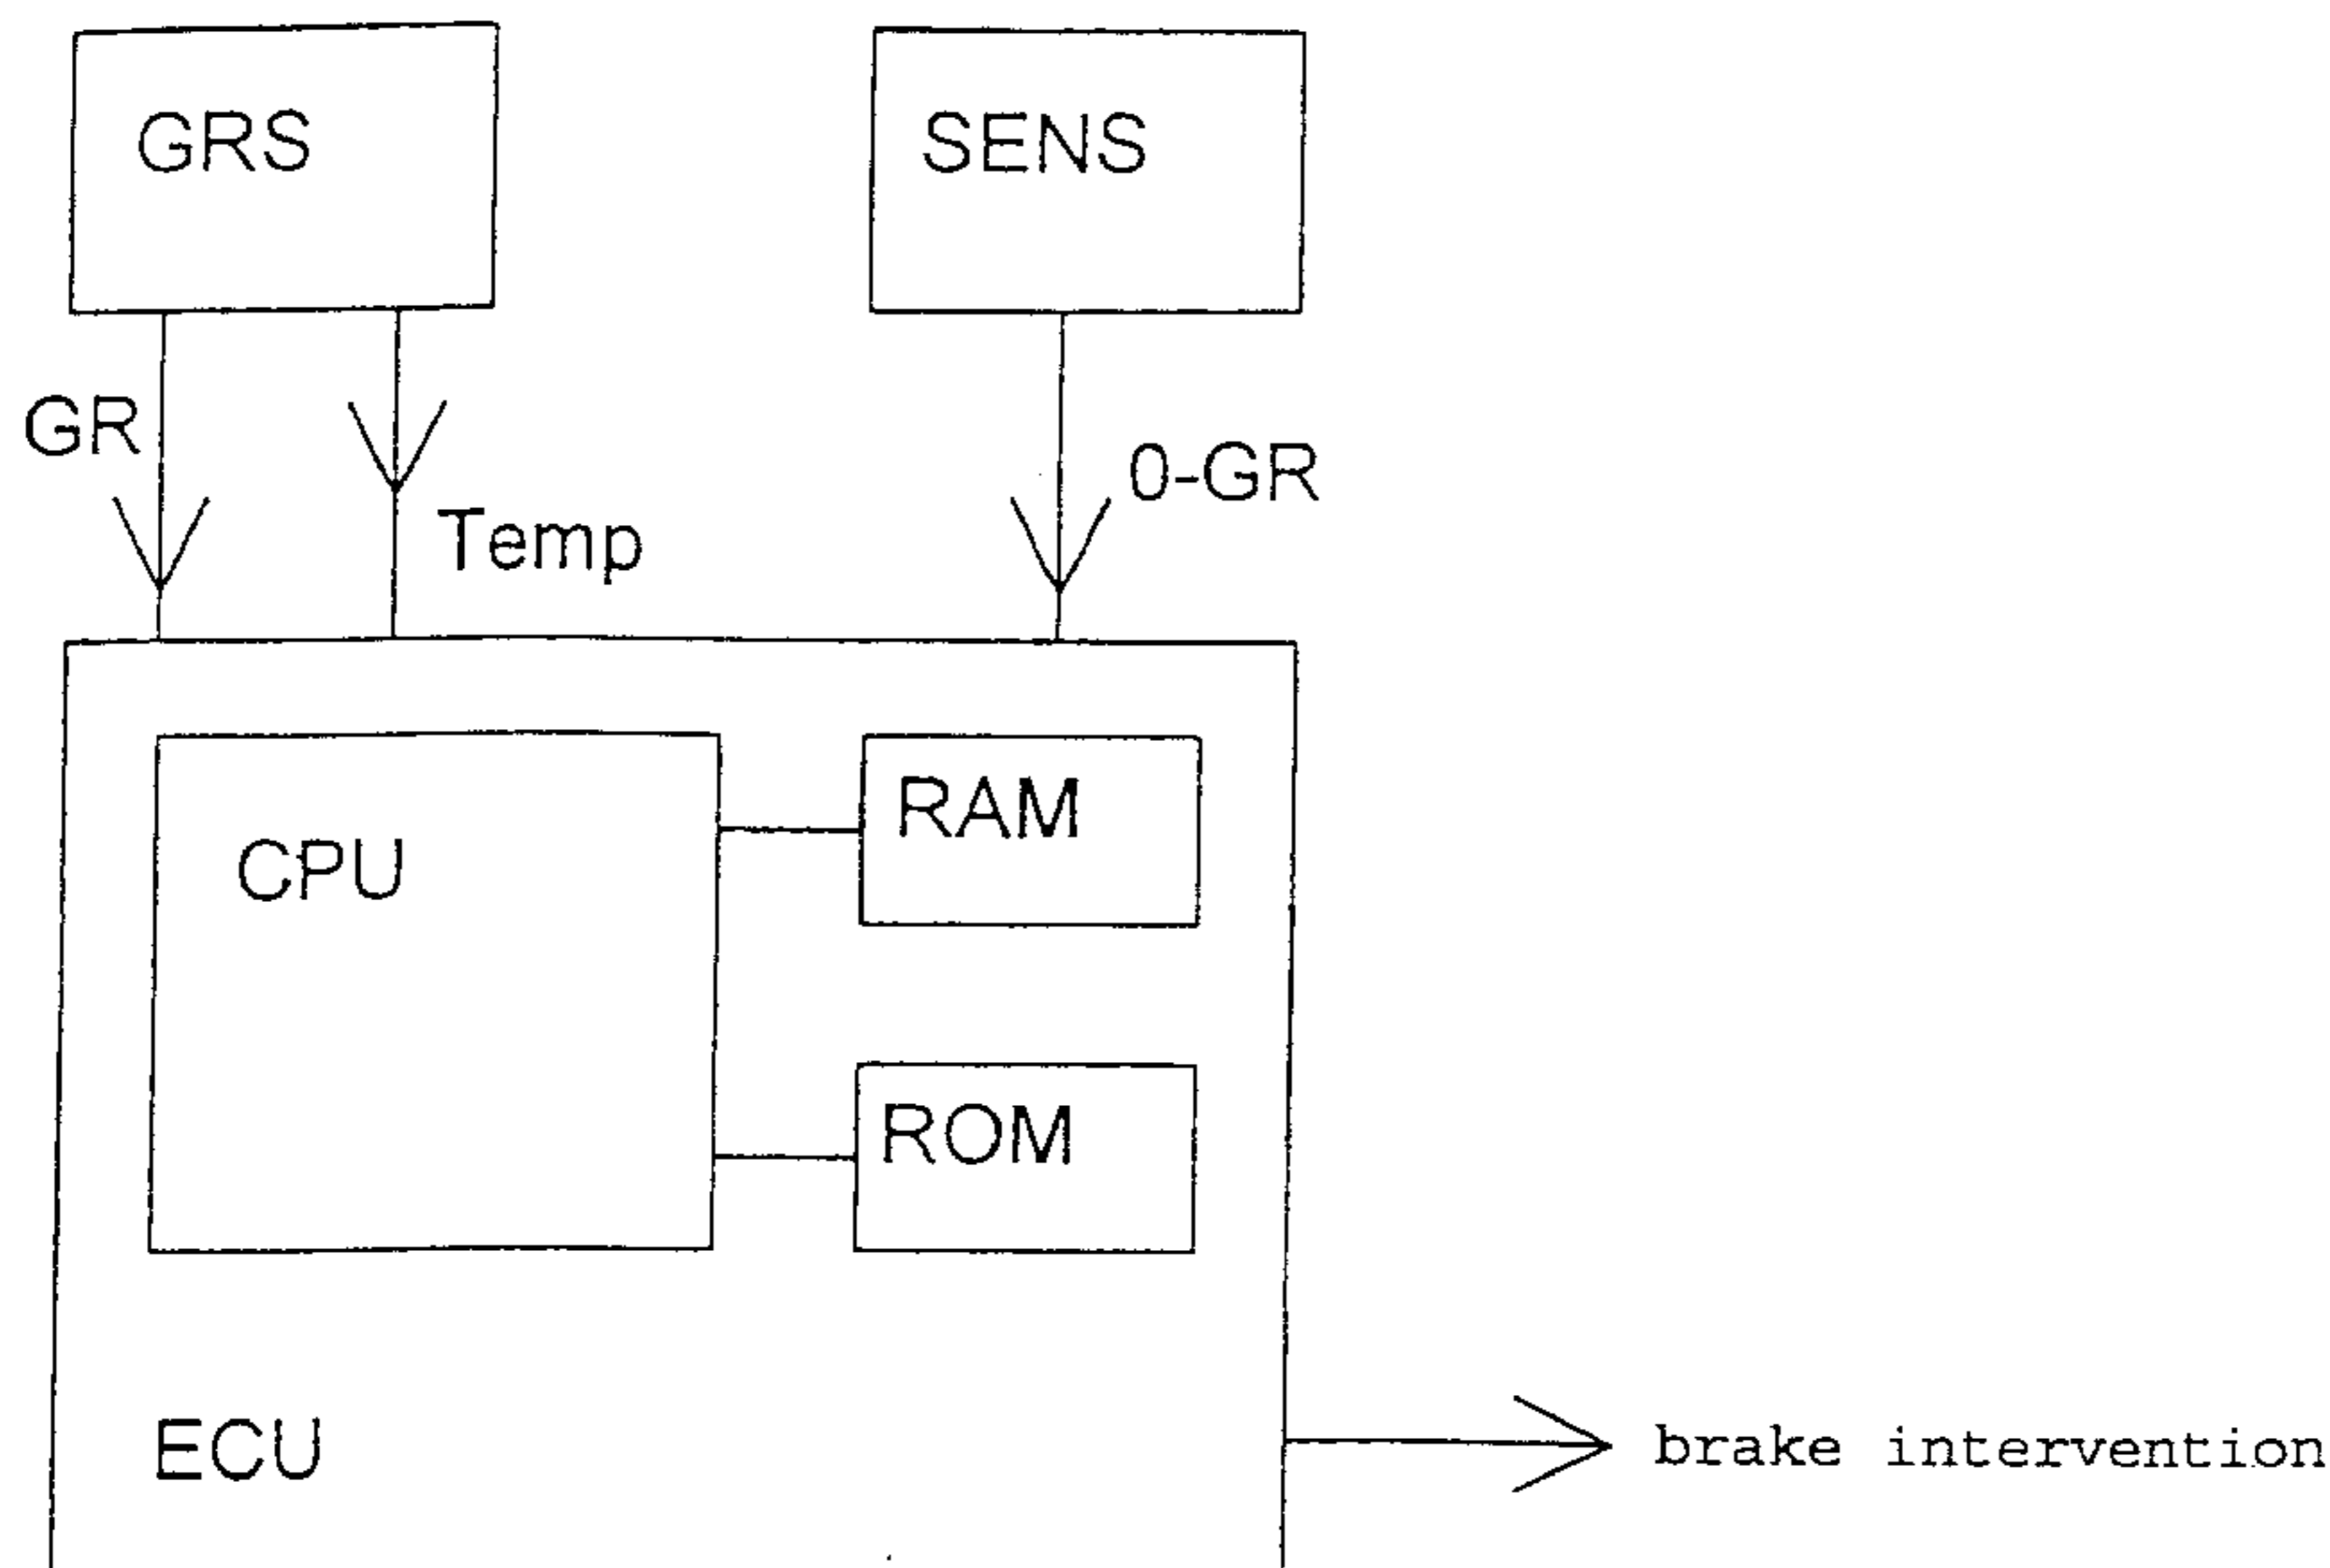 GRS
SENS
GR
Temp
0-GR
CPU
RAM
ROM
ECU
brake intervention